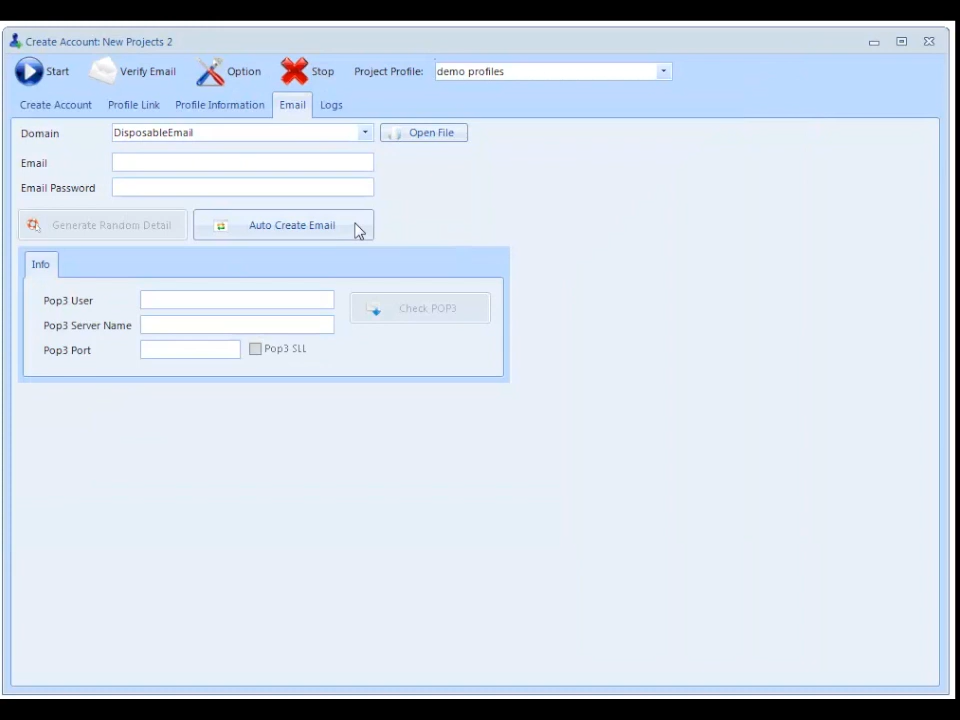 Create Account: New Projects 2
Start Verify Email Option Stop Project Profile: demo profiles
Create Account Profile Link Profile Information Email Logs
Domain DisposableEmail Open File
Email
Email Password
Generate Random Detail Auto Create Email
Info
Pop3 User Check POP3
Pop3 Server Name
Pop3 Port Pop3 SLL